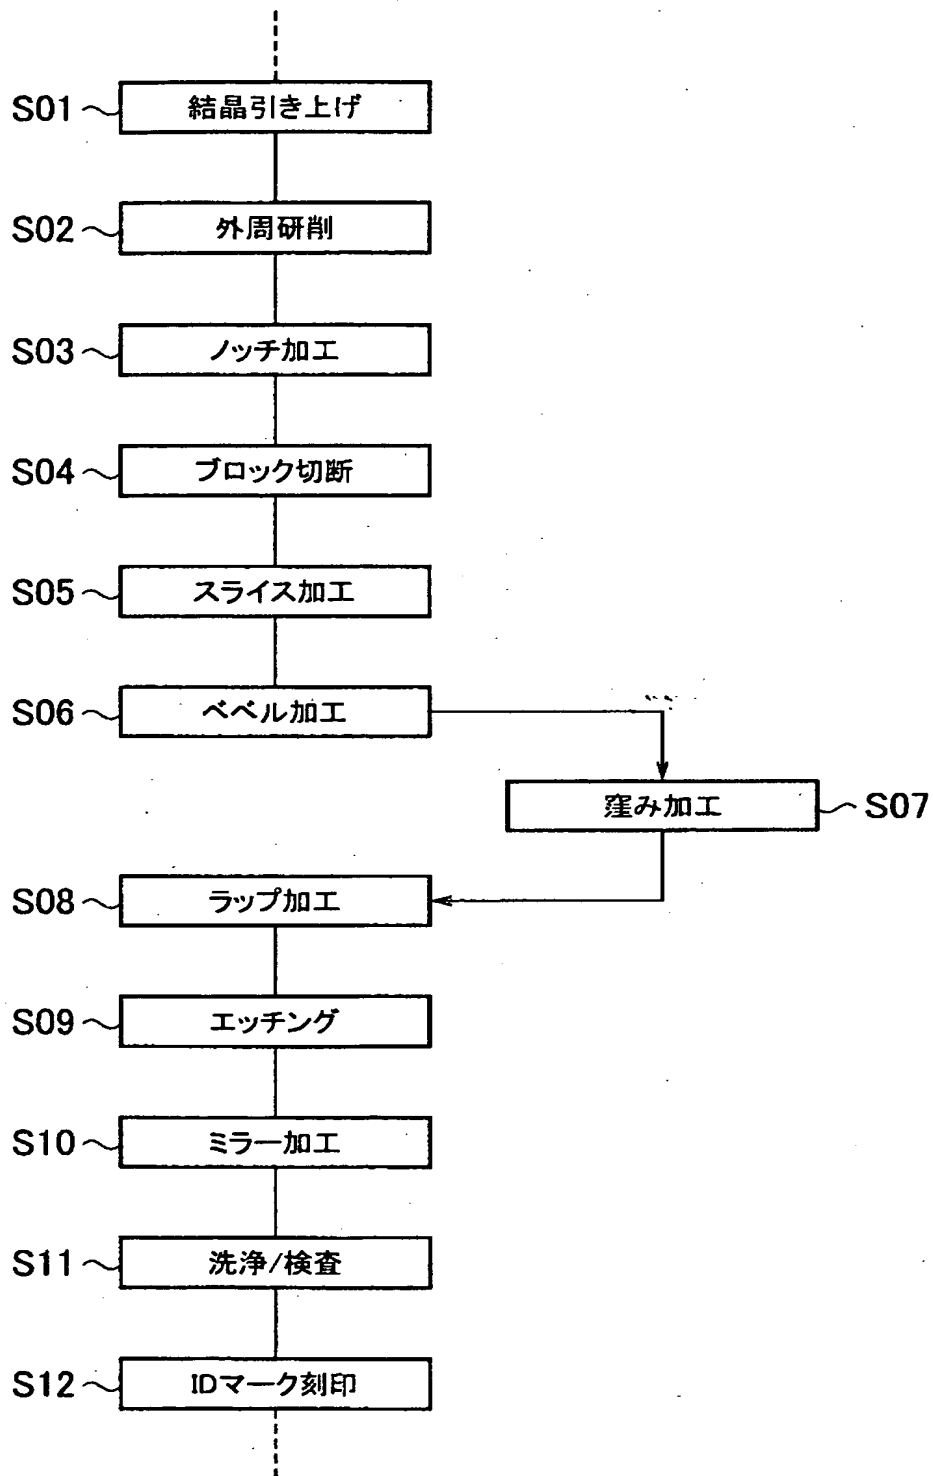 S01 結晶引き上げ
S02 外周研削
S03 ノッチ加工
S04 ブロック切断
S05 スライス加工
S06 ベベル加工
窪み加工 S07
S08 ラップ加工
S09 エッチング
S10 ミラー加工
S11 洗浄/検査
S12 IDマーク刻印